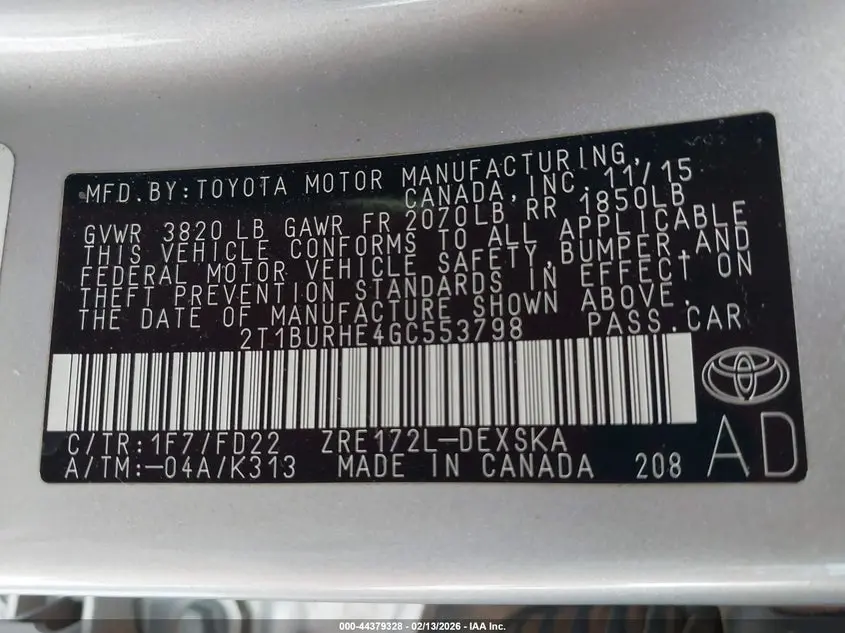 MFD.BY:TOYOTA MOTOR MANUFACTURING,
CANADA,INC. 11/15
GVWR 3820 LB GAWR FR 2070LB RR 1850LB
THIS VEHICLE CONFORMS TO ALL APPLICABLE
FEDERAL MOTOR VEHICLE SAFETY,BUMPER,AND
THEFT PREVENTION STANDARDS IN EFFECT ON
THE DATE OF MANUFACTURE SHOWN ABOVE.
2T1BURHE4GC553798 PASS.CAR
C/TR:1F7/FD22 ZRE172L-DEXSKA
A/TM:-04A/K313 MADE IN CANADA 208
AD
000-44379328 - 02/13/2026 - IAA Inc.